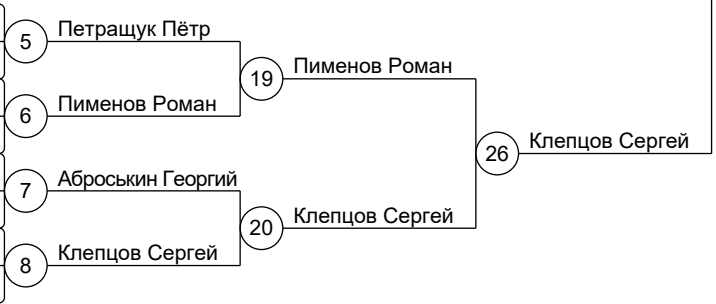 5
Петращук Пётр
19
Пименов Роман
6
Пименов Роман
26
Клепцов Сергей
7
Аброськин Георгий
20
Клепцов Сергей
8
Клепцов Сергей